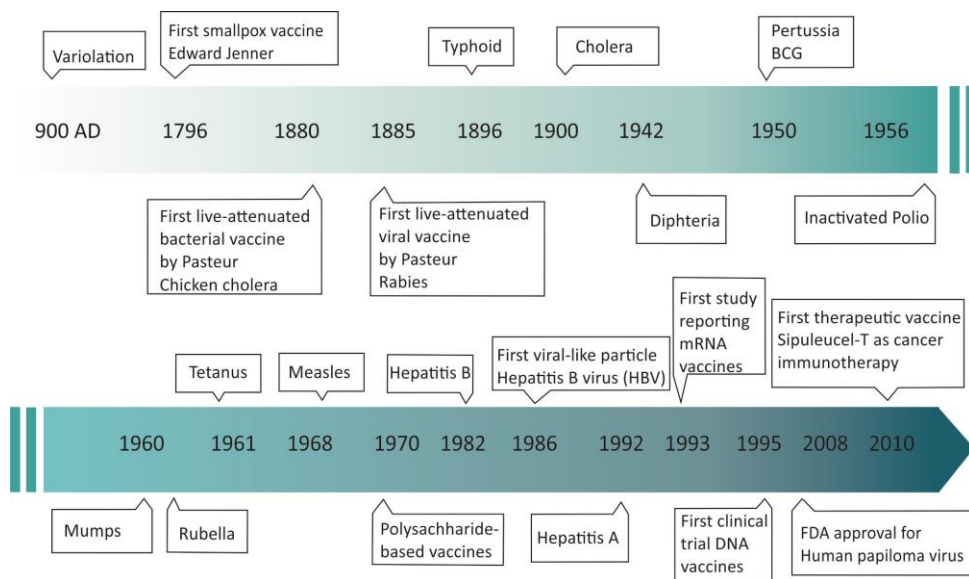 Variolation
First smallpox vaccine
Edward Jenner
Typhoid
Cholera
Pertussia
BCG
900 AD
1796
1880
1885
1896
1900
1942
1950
1956
First live-attenuated
bacterial vaccine
by Pasteur
Chicken cholera
First live-attenuated
viral vaccine
by Pasteur
Rabies
Diphteria
Inactivated Polio
Tetanus
Measles
Hepatitis B
First viral-like particle
Hepatitis B virus (HBV)
First study
reporting
mRNA
vaccines
First therapeutic vaccine
Sipuleucel-T as cancer
immunotherapy
1960
1961
1968
1970
1982
1986
1992
1993
1995
2008
2010
Mumps
Rubella
Polysachharide-
based vaccines
Hepatitis A
First clinical
trial DNA
vaccines
FDA approval for
Human papiloma virus